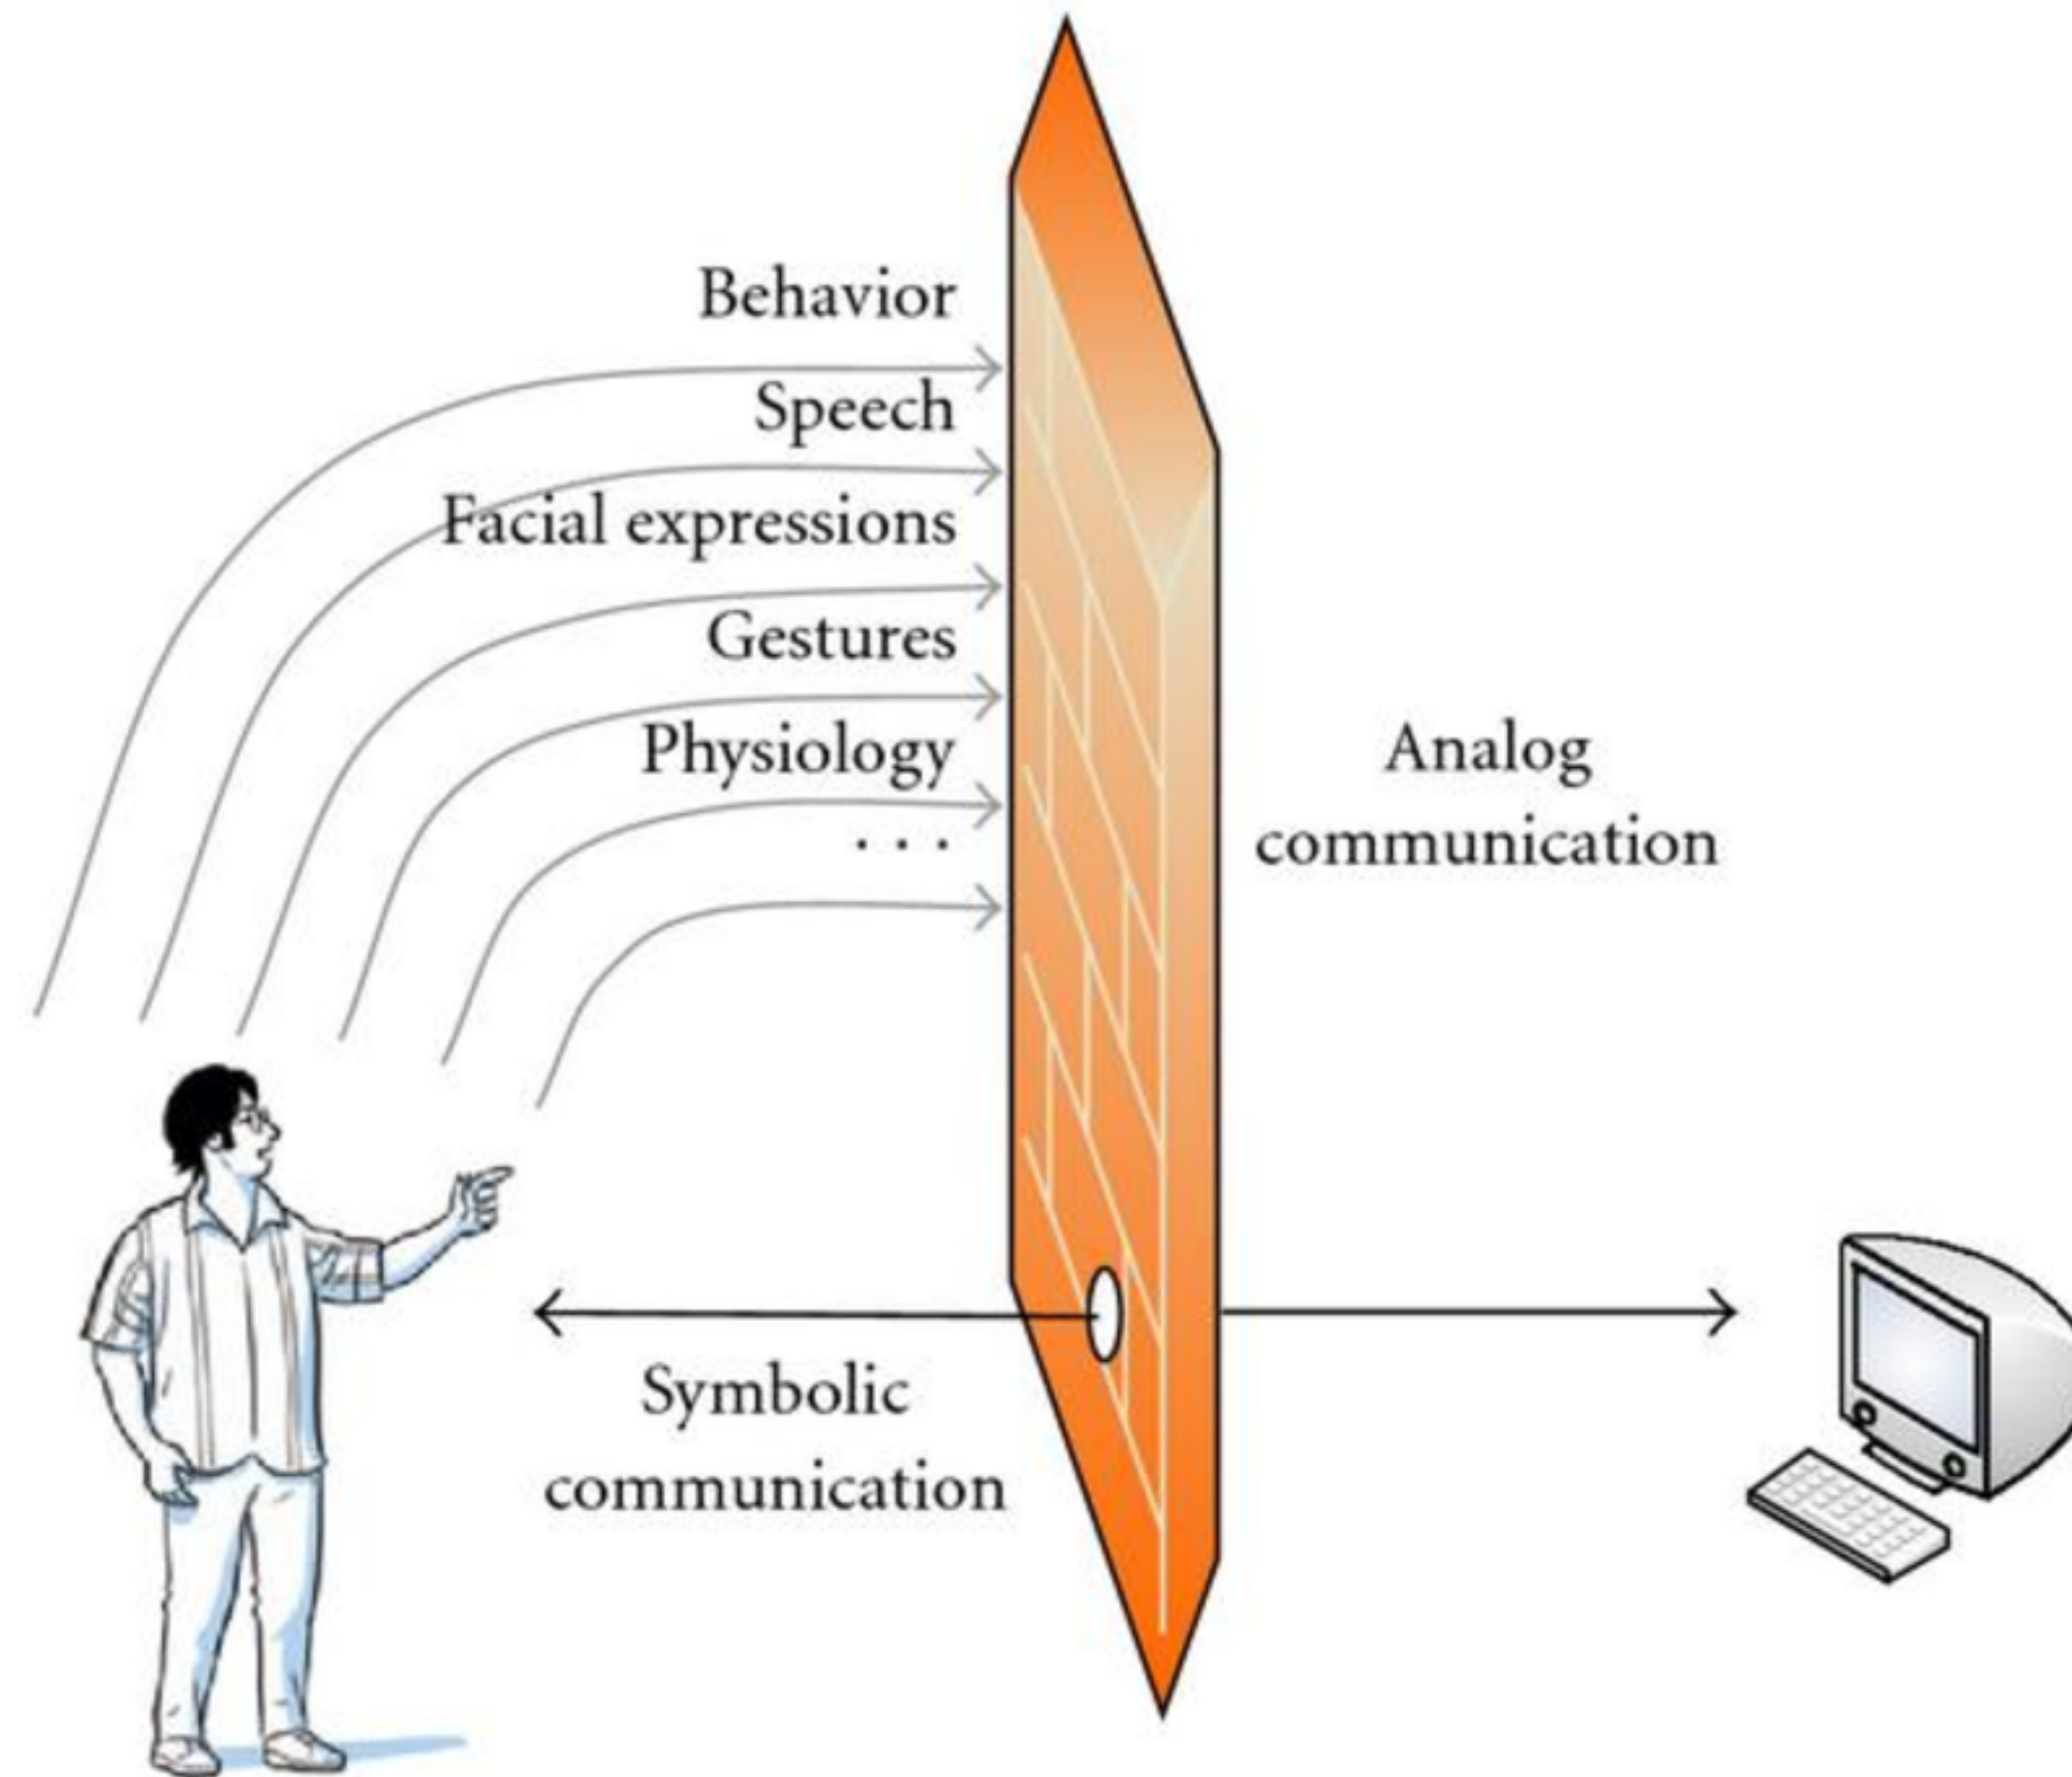 Behavior
Speech
Facial expressions
Gestures
Physiology
. . .
Analog
communication
Symbolic
communication